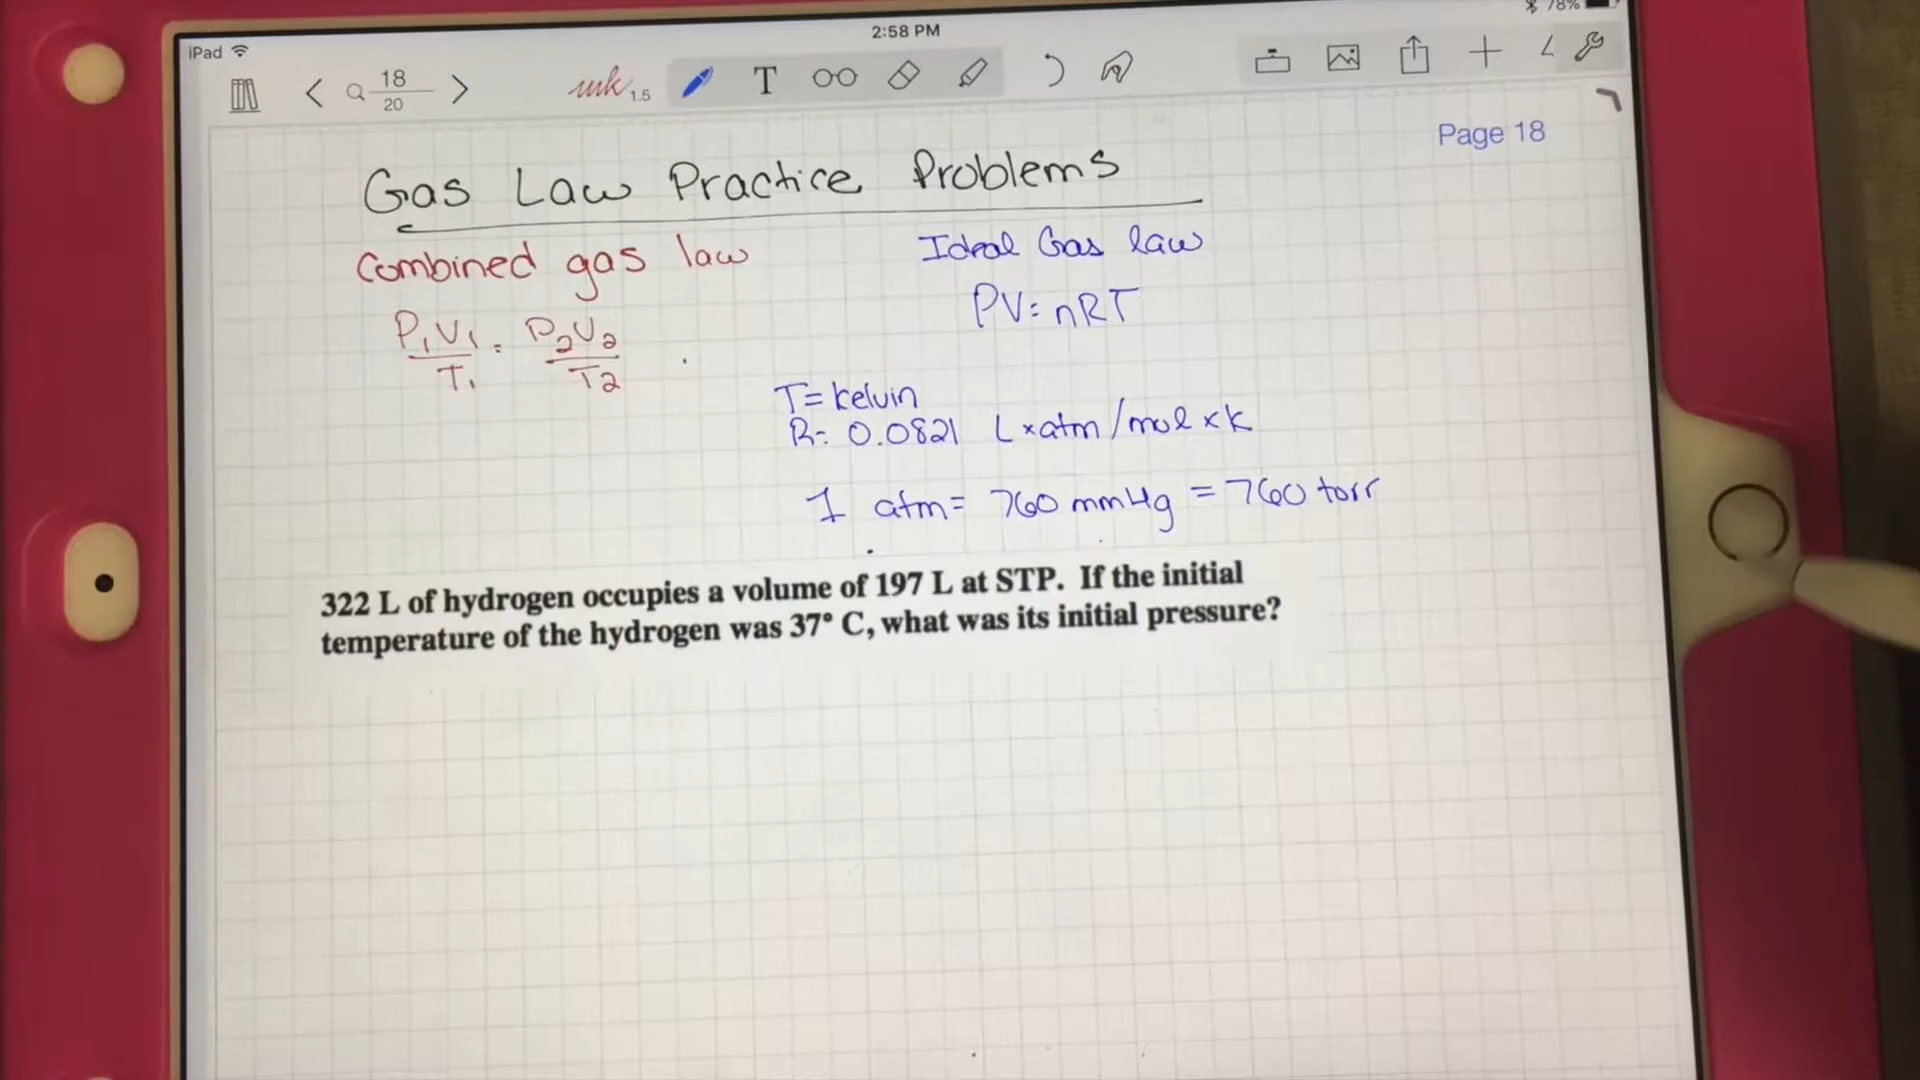 2:58 PM
78%
iPad
18
20
1.5
T
Page 18
Gas Law Practice Problems
Combined gas law
Ideal Gas law
P₁V₁/T₁ = P₂V₂/T₂
PV=nRT
T=kelvin
R= 0.0821 L×atm/mol×k
1 atm= 760 mmHg = 760 torr
322 L of hydrogen occupies a volume of 197 L at STP. If the initial
temperature of the hydrogen was 37° C, what was its initial pressure?